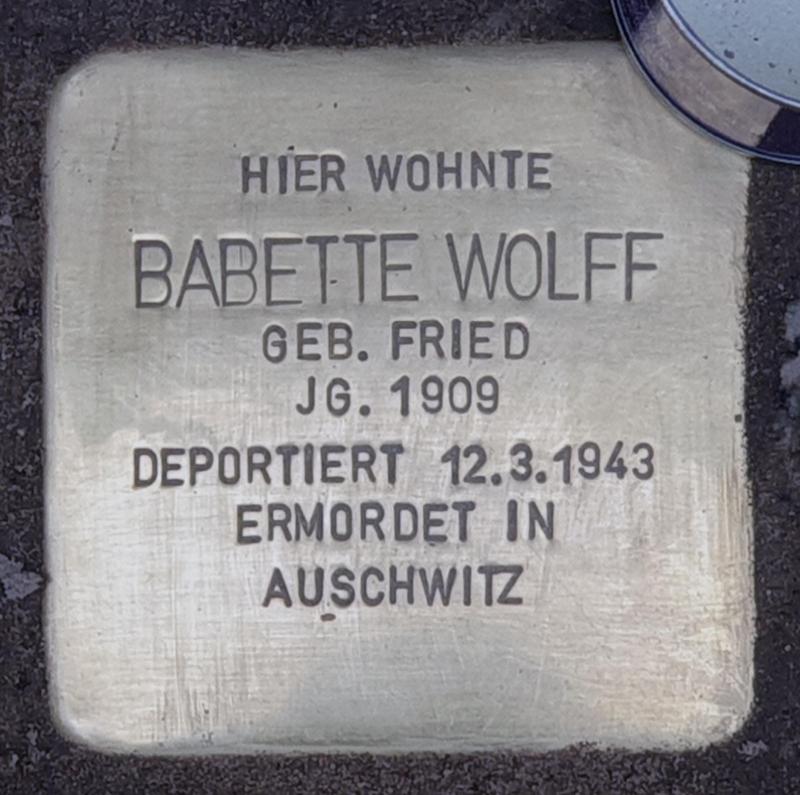 HIER WOHNTE
BABETTE WOLFF
GEB. FRIED
JG. 1909
DEPORTIERT 12.3.1943
ERMORDET IN
AUSCHWITZ